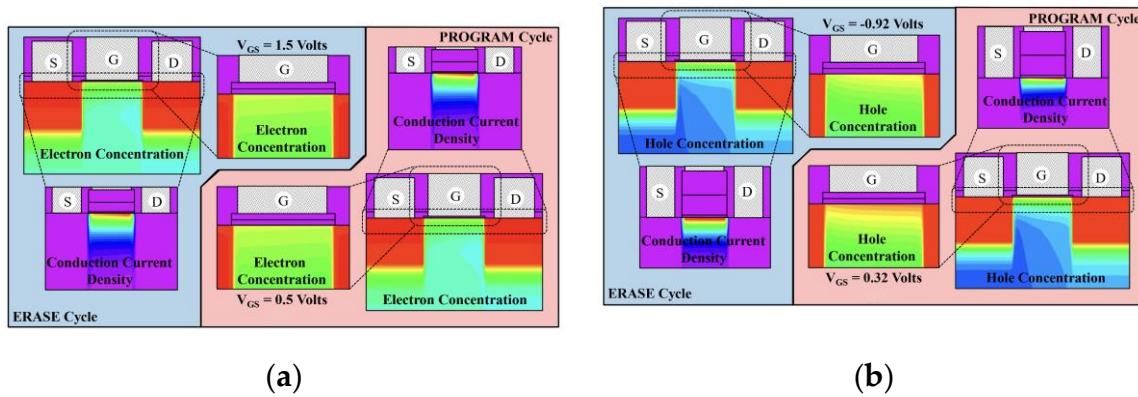 V_GS = 1.5 Volts
PROGRAM Cycle
S
G
D
G
Electron
Concentration
Conduction Current
Density
Electron Concentration
S
D
G
S
G
D
Conduction Current
Density
Electron
Concentration
Electron Concentration
V_GS = 0.5 Volts
ERASE Cycle
(a)
V_GS = -0.92 Volts
PROGRAM Cycle
S
G
D
G
Hole
Concentration
Conduction Current
Density
Hole Concentration
S
D
G
S
G
D
Conduction Current
Density
Hole
Concentration
Hole Concentration
V_GS = 0.32 Volts
ERASE Cycle
(b)